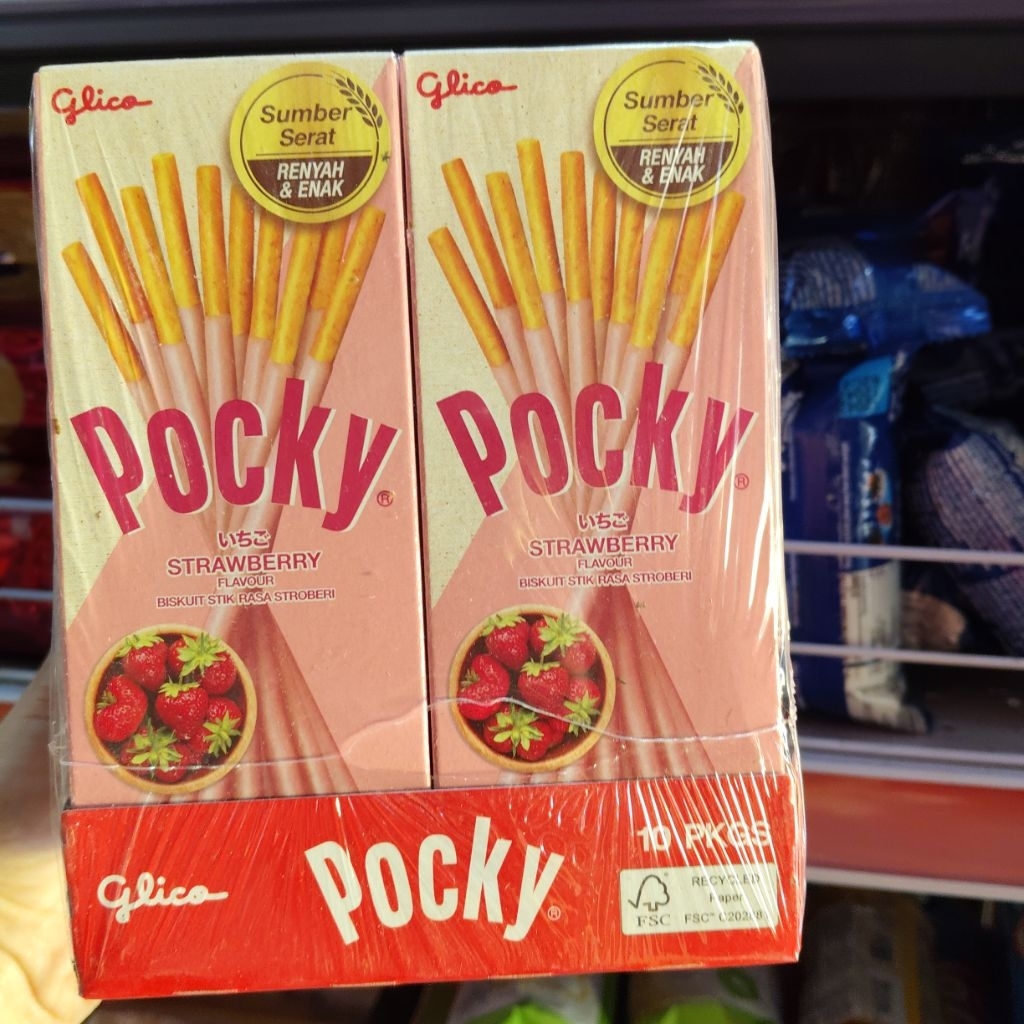 Glico
Sumber
Serat
RENYAH
& ENAK
Pocky®
いちご
STRAWBERRY
FLAVOUR
BISKUIT STIK RASA STROBERI
Glico
Sumber
Serat
RENYAH
& ENAK
Pocky®
いちご
STRAWBERRY
FLAVOUR
BISKUIT STIK RASA STROBERI
Glico
Pocky®
10 PKGS
FSC
RECYCLED
Paper
FSC™